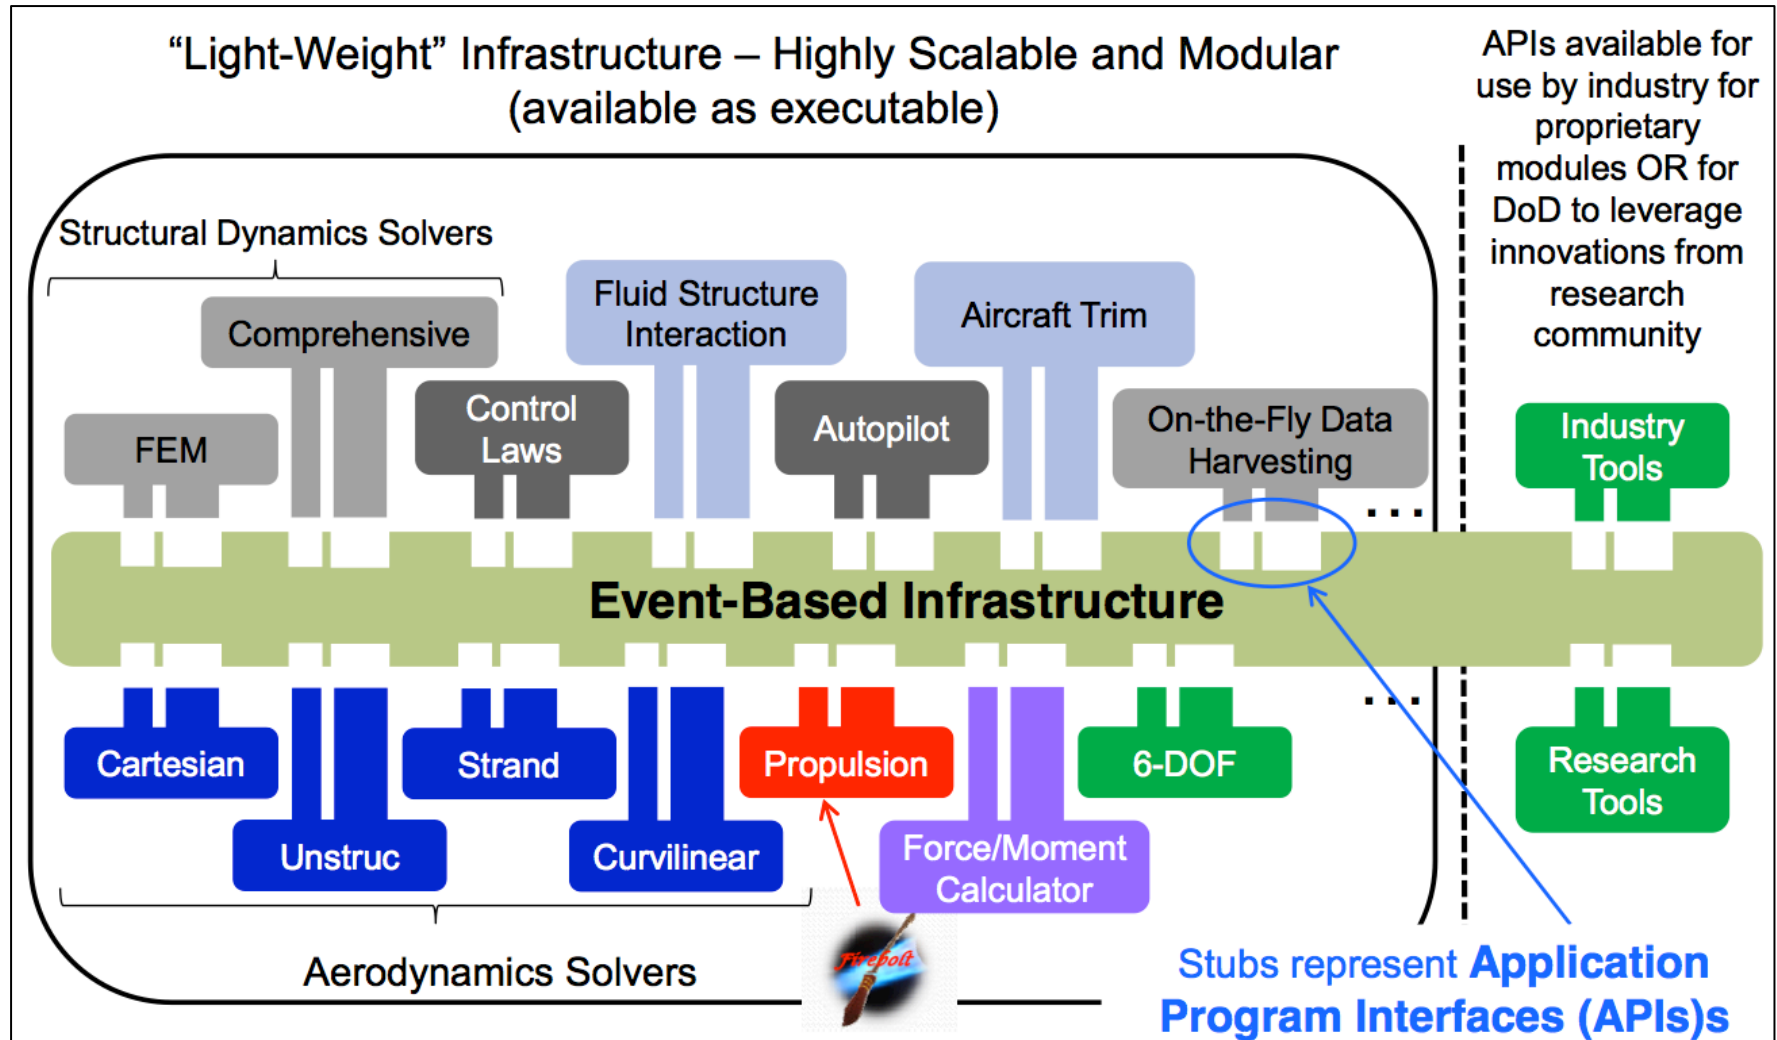 “Light-Weight” Infrastructure – Highly Scalable and Modular
(available as executable)
APIs available for
use by industry for
proprietary
modules OR for
DoD to leverage
innovations from
research
community
Structural Dynamics Solvers
Comprehensive
Fluid Structure
Interaction
Aircraft Trim
FEM
Control
Laws
Autopilot
On-the-Fly Data
Harvesting
...
Industry
Tools
Event-Based Infrastructure
Cartesian
Strand
Propulsion
6-DOF
...
Research
Tools
Unstruc
Curvilinear
Force/Moment
Calculator
Aerodynamics Solvers
Firebolt
Stubs represent Application
Program Interfaces (APIs)s